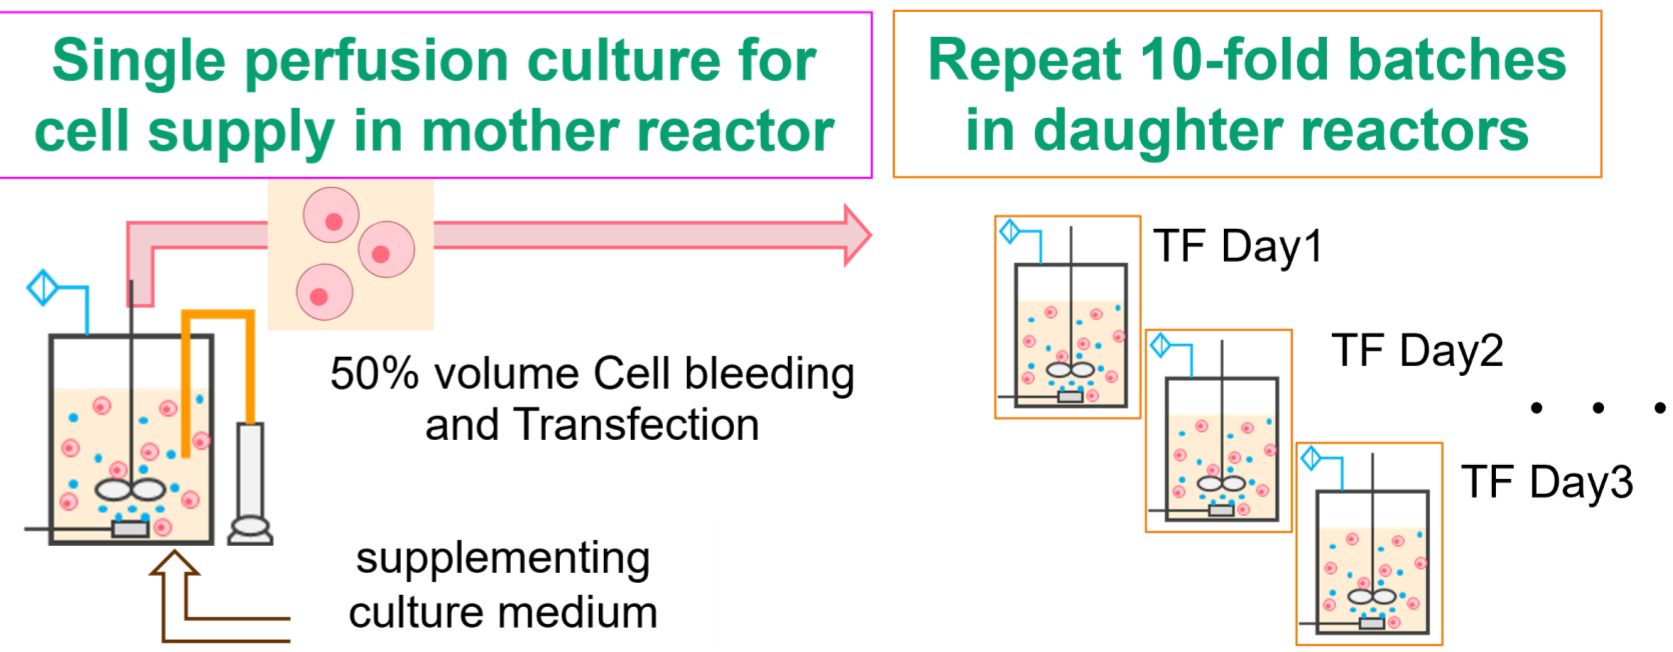 Single perfusion culture for
cell supply in mother reactor
Repeat 10-fold batches
in daughter reactors
50% volume Cell bleeding
and Transfection
supplementing
culture medium
TF Day1
TF Day2
・・・
TF Day3